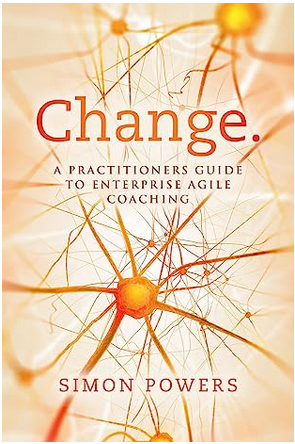 Change.
A PRACTITIONERS GUIDE
TO ENTERPRISE AGILE
COACHING
SIMON POWERS